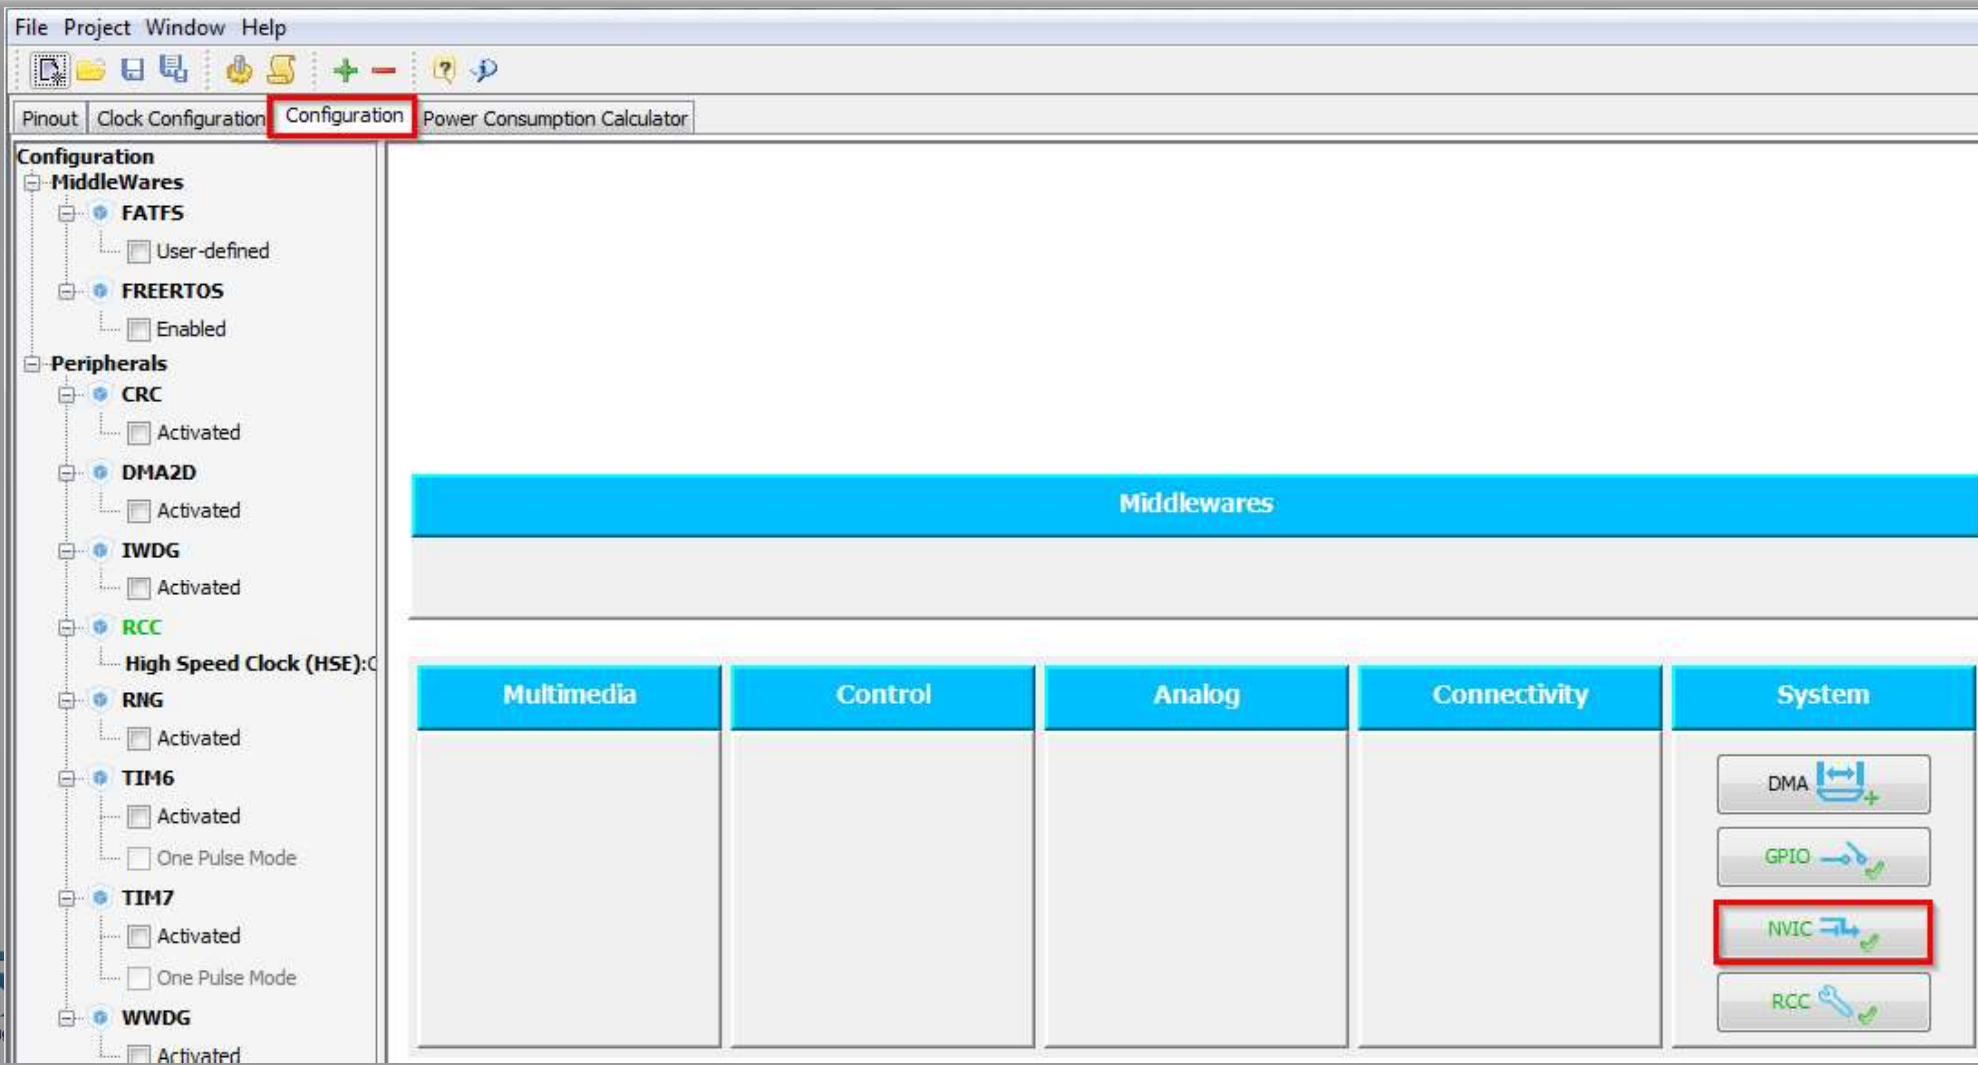 File Project Window Help
Pinout Clock Configuration Configuration Power Consumption Calculator
Configuration
MiddleWares
FATFS
User-defined
FREERTOS
Enabled
Peripherals
CRC
Activated
DMA2D
Activated
IWDG
Activated
RCC
High Speed Clock (HSE):
RNG
Activated
TIM6
Activated
One Pulse Mode
TIM7
Activated
One Pulse Mode
WWDG
Activated
Middlewares
Multimedia Control Analog Connectivity System
DMA
GPIO
NVIC
RCC